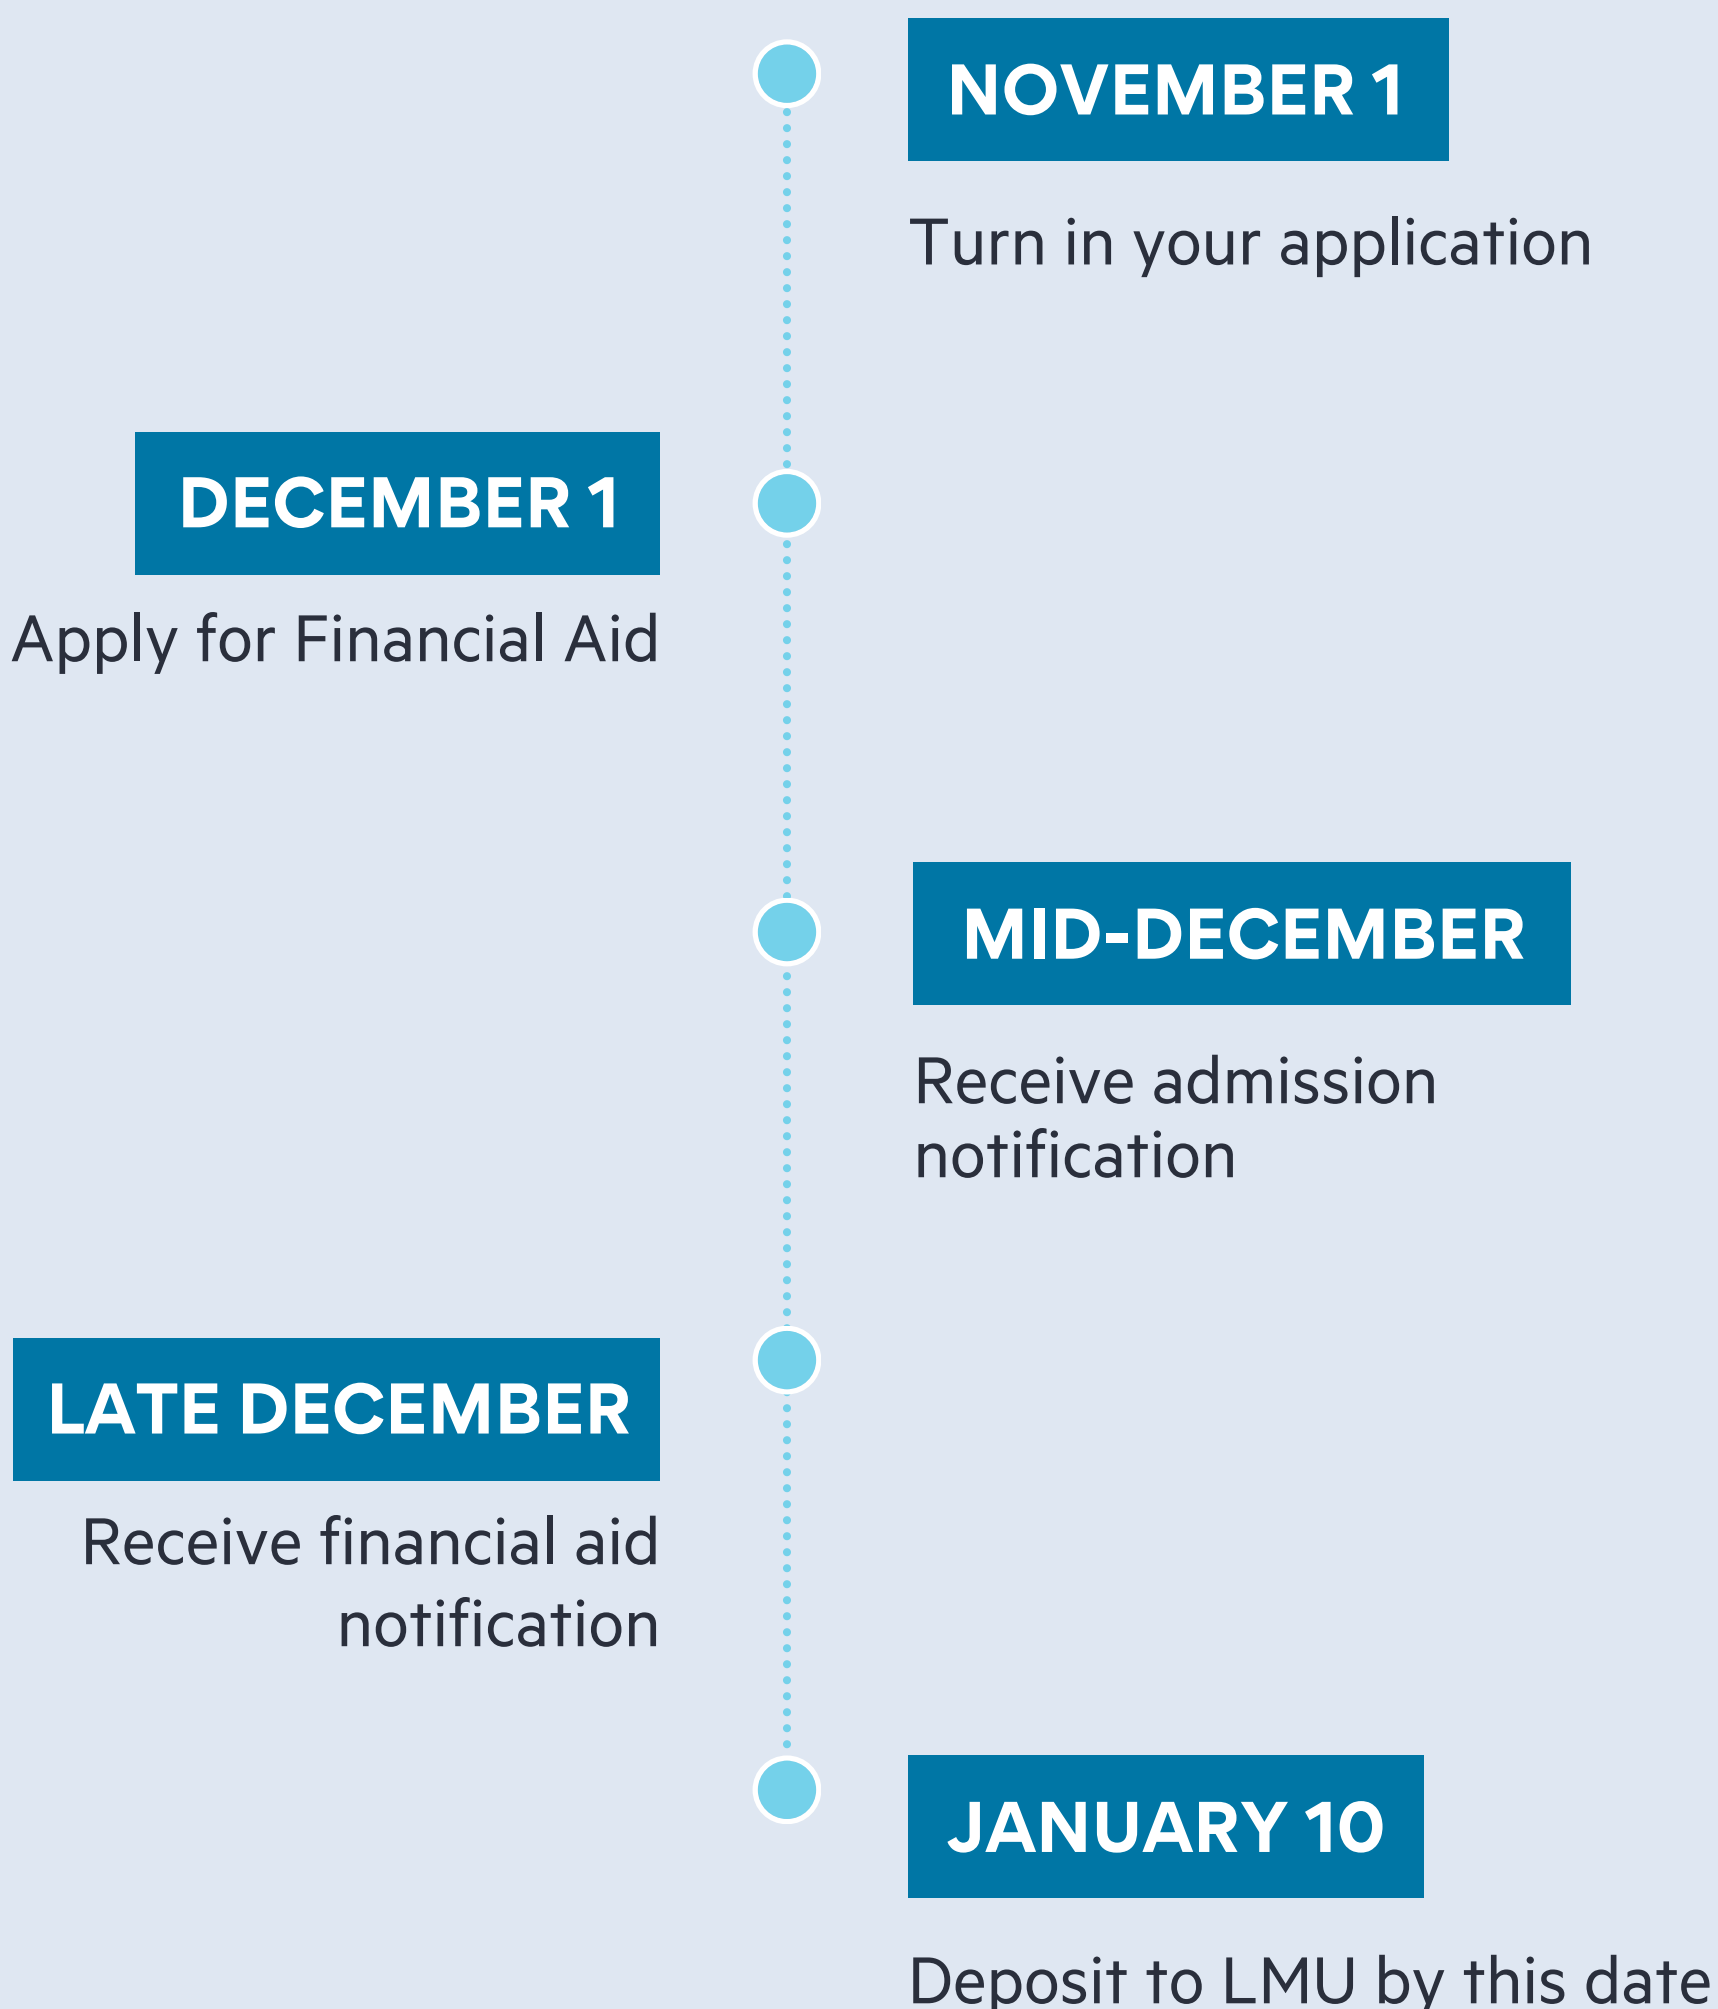 NOVEMBER 1
Turn in your application
DECEMBER 1
Apply for Financial Aid
MID-DECEMBER
Receive admission
notification
LATE DECEMBER
Receive financial aid
notification
JANUARY 10
Deposit to LMU by this date